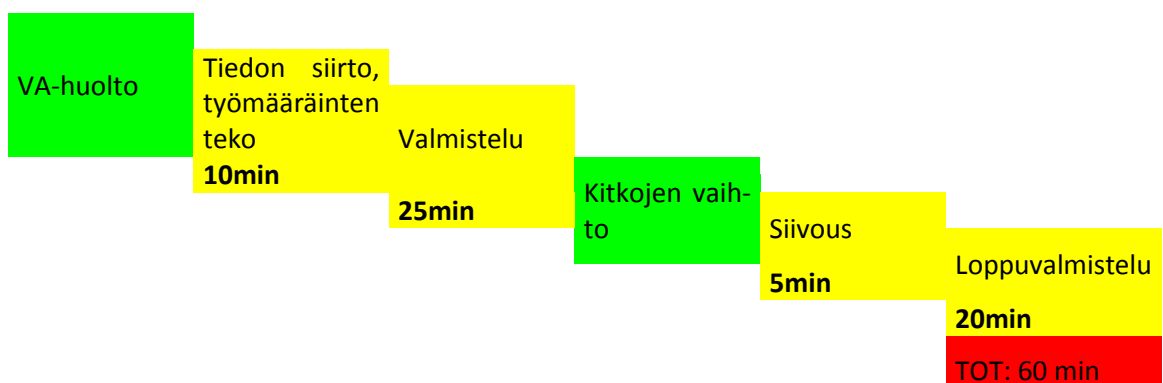 VA-huolto
Tiedon siirto,
työmääräinten
teko
10min
Valmistelu
25min
Kitkojen vaih-
to
Siivous
5min
Loppuvalmistelu
20min
TOT: 60 min